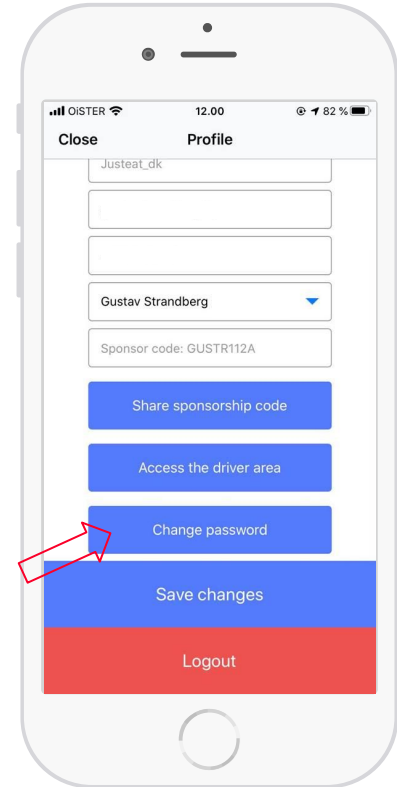 OiSTER 12.00 82 %
Close Profile
Justeat_dk
Gustav Strandberg
Sponsor code: GUSTR112A
Share sponsorship code
Access the driver area
Change password
Save changes
Logout